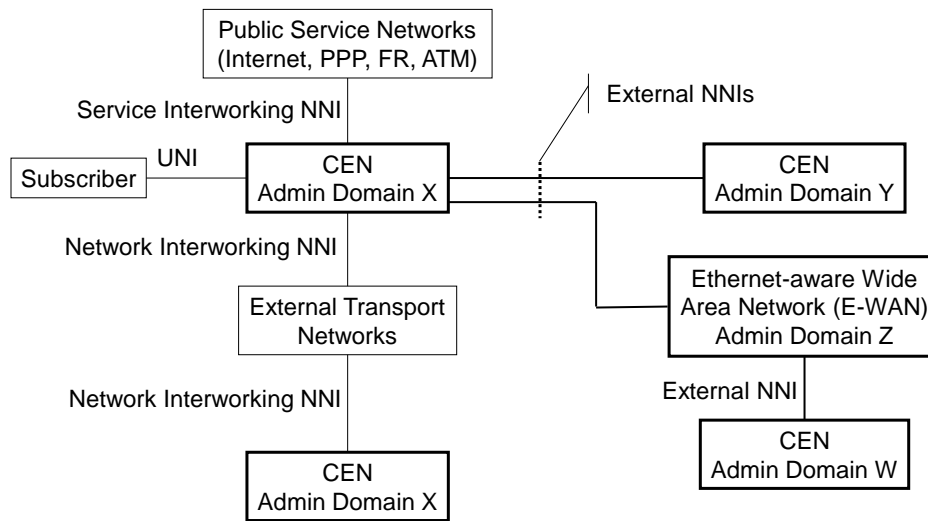 Public Service Networks
(Internet, PPP, FR, ATM)
External NNIs
Service Interworking NNI
UNI
Subscriber
CEN
Admin Domain X
CEN
Admin Domain Y
Network Interworking NNI
External Transport
Networks
Ethernet-aware Wide
Area Network (E-WAN)
Admin Domain Z
Network Interworking NNI
External NNI
CEN
Admin Domain X
CEN
Admin Domain W